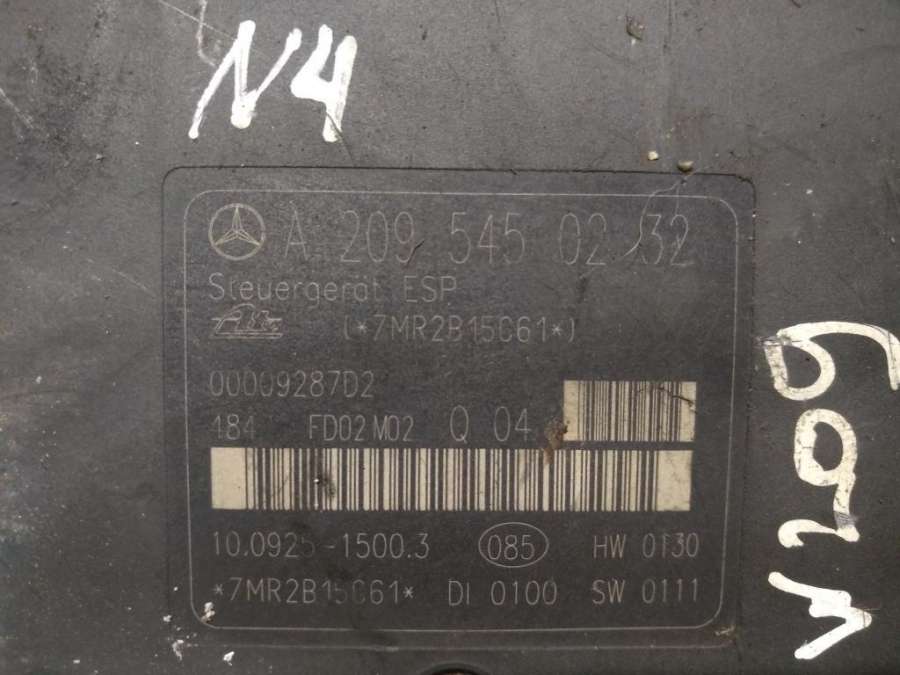 N4
A 209 545 02 32
Steuergerät ESP
Ate (*7MR2B15C61*)
00009287D2
184 FD02M02 Q 04
10.0925-1500.3 085 HW 0130
*7MR2B15C61* DI 0100 SW 0111